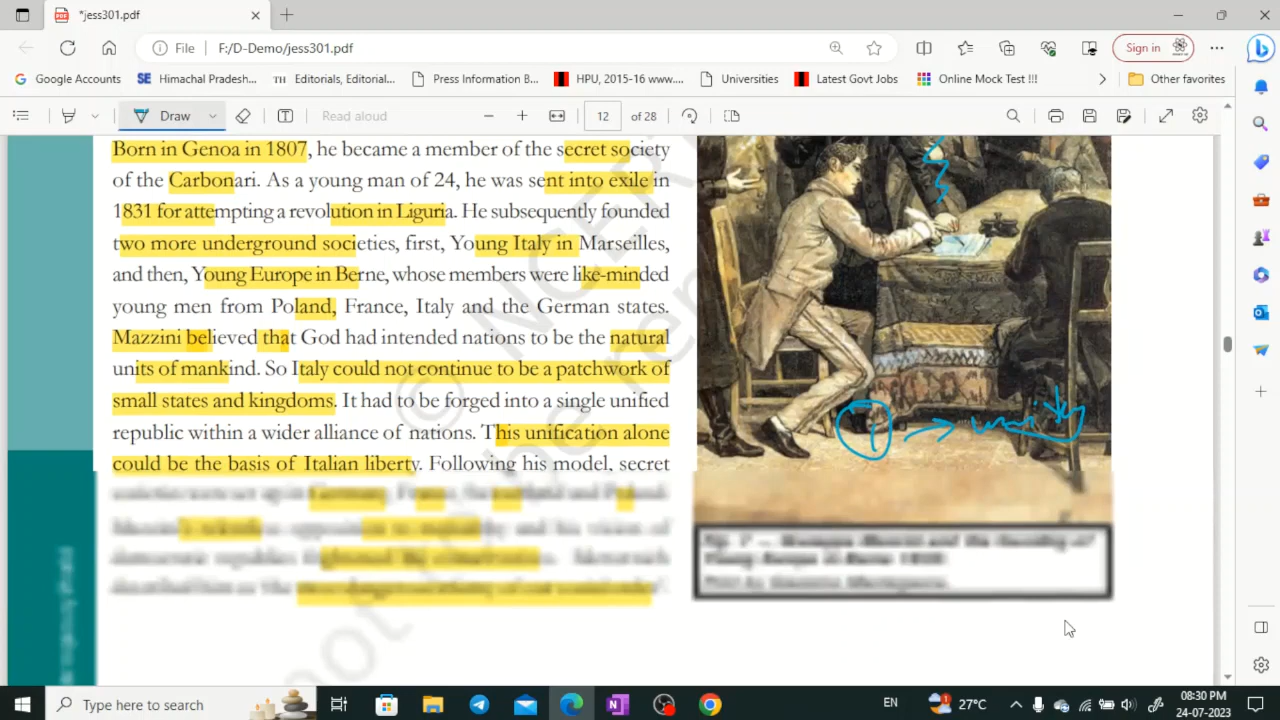 *jess301.pdf
File F:/D-Demo/jess301.pdf
Sign in
Google Accounts
SE Himachal Pradesh...
TH Editorials, Editorial...
Press Information B...
HPU, 2015-16 www....
Universities
Latest Govt Jobs
Online Mock Test !!!
Other favorites
Draw
Read aloud
12 of 28
Born in Genoa in 1807, he became a member of the secret society
of the Carbonari. As a young man of 24, he was sent into exile in
1831 for attempting a revolution in Liguria. He subsequently founded
two more underground societies, first, Young Italy in Marseilles,
and then, Young Europe in Berne, whose members were like-minded
young men from Poland, France, Italy and the German states.
Mazzini believed that God had intended nations to be the natural
units of mankind. So Italy could not continue to be a patchwork of
small states and kingdoms. It had to be forged into a single unified
republic within a wider alliance of nations. This unification alone
could be the basis of Italian liberty. Following his model, secret
© NCERT
not
unity
Type here to search
EN
1
27°C
08:30 PM
24-07-2023